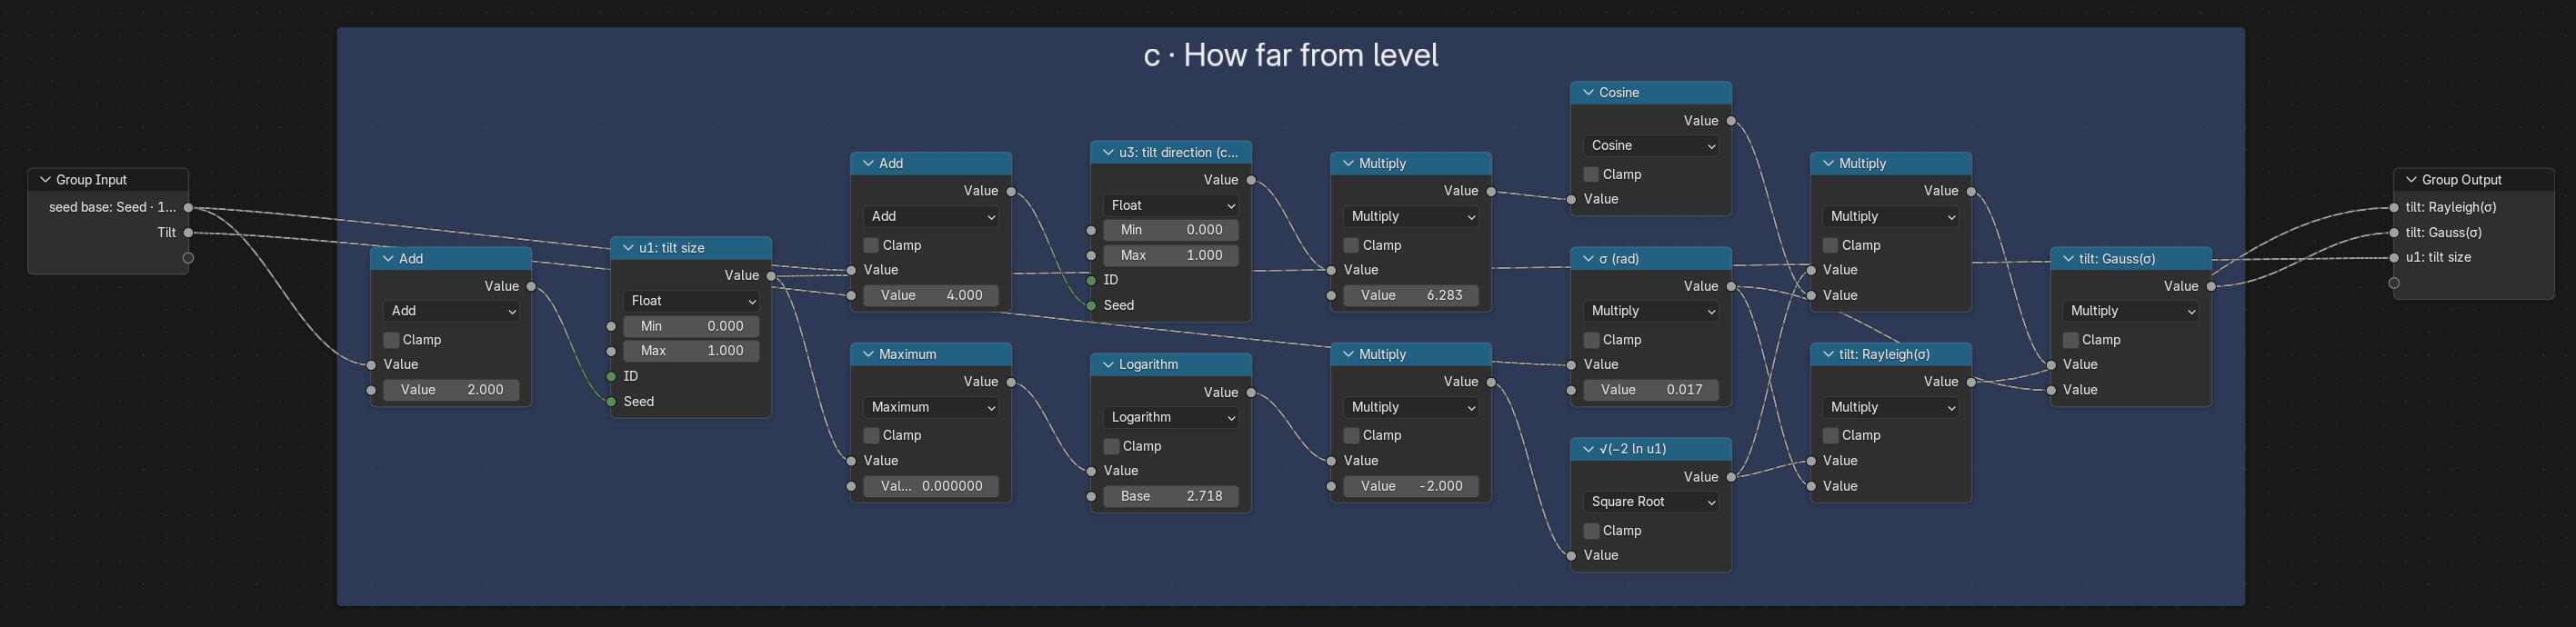 c · How far from level
Group Input
seed base: Seed · 1...
Tilt
Add
Value
Add
Clamp
Value
Value 2.000
u1: tilt size
Value
Float
Min 0.000
Max 1.000
ID
Seed
Add
Value
Add
Clamp
Value
Value 4.000
Maximum
Value
Maximum
Clamp
Value
Val... 0.000000
u3: tilt direction (c...
Value
Float
Min 0.000
Max 1.000
ID
Seed
Logarithm
Value
Logarithm
Clamp
Value
Base 2.718
Multiply
Value
Multiply
Clamp
Value
Value 6.283
Multiply
Value
Multiply
Clamp
Value
Value -2.000
Cosine
Value
Cosine
Clamp
Value
σ (rad)
Value
Multiply
Clamp
Value
Value 0.017
√(−2 ln u1)
Value
Square Root
Clamp
Value
Multiply
Value
Multiply
Clamp
Value
Value
tilt: Rayleigh(σ)
Value
Multiply
Clamp
Value
Value
tilt: Gauss(σ)
Value
Multiply
Clamp
Value
Value
Group Output
tilt: Rayleigh(σ)
tilt: Gauss(σ)
u1: tilt size